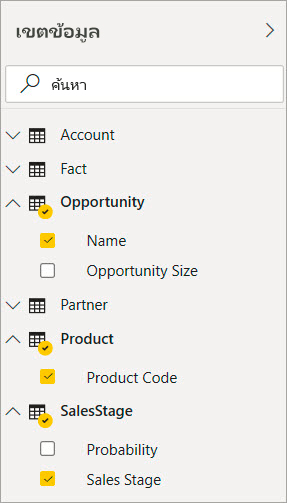 เขตข้อมูล
ค้นหา
Account
Fact
Opportunity
Name
Opportunity Size
Partner
Product
Product Code
SalesStage
Probability
Sales Stage